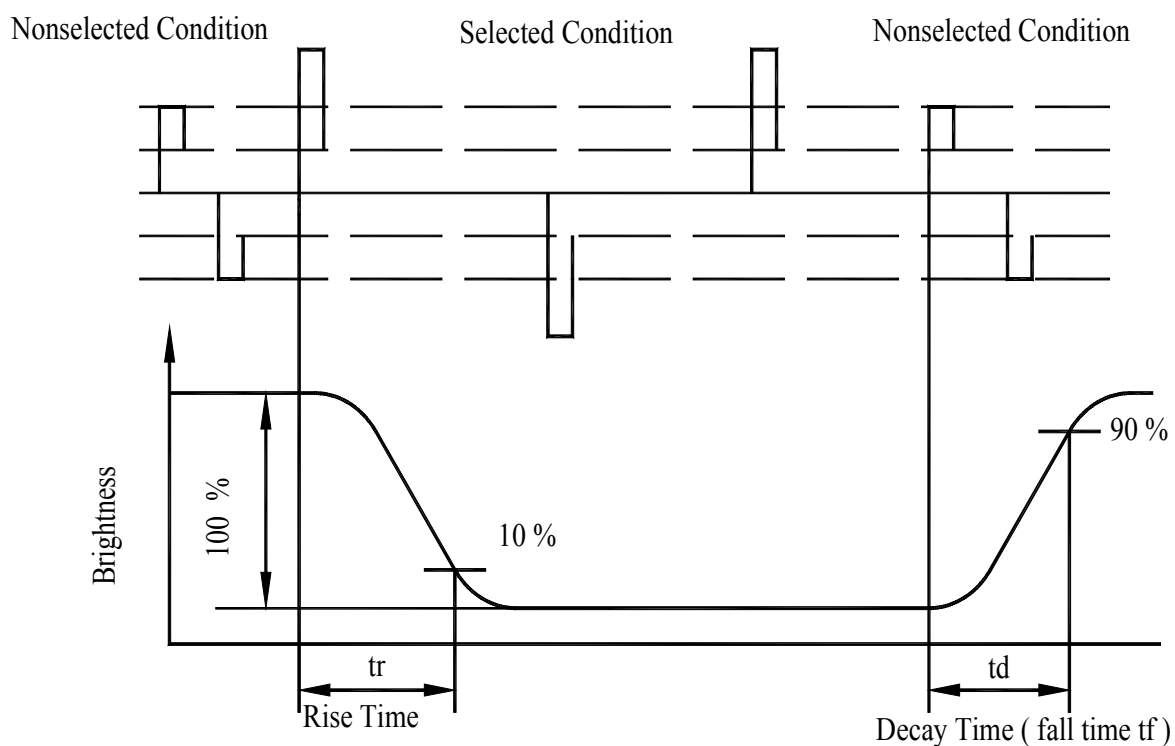 Nonselected Condition
Selected Condition
Nonselected Condition
Brightness
100 %
10 %
90 %
tr
Rise Time
td
Decay Time ( fall time tf )